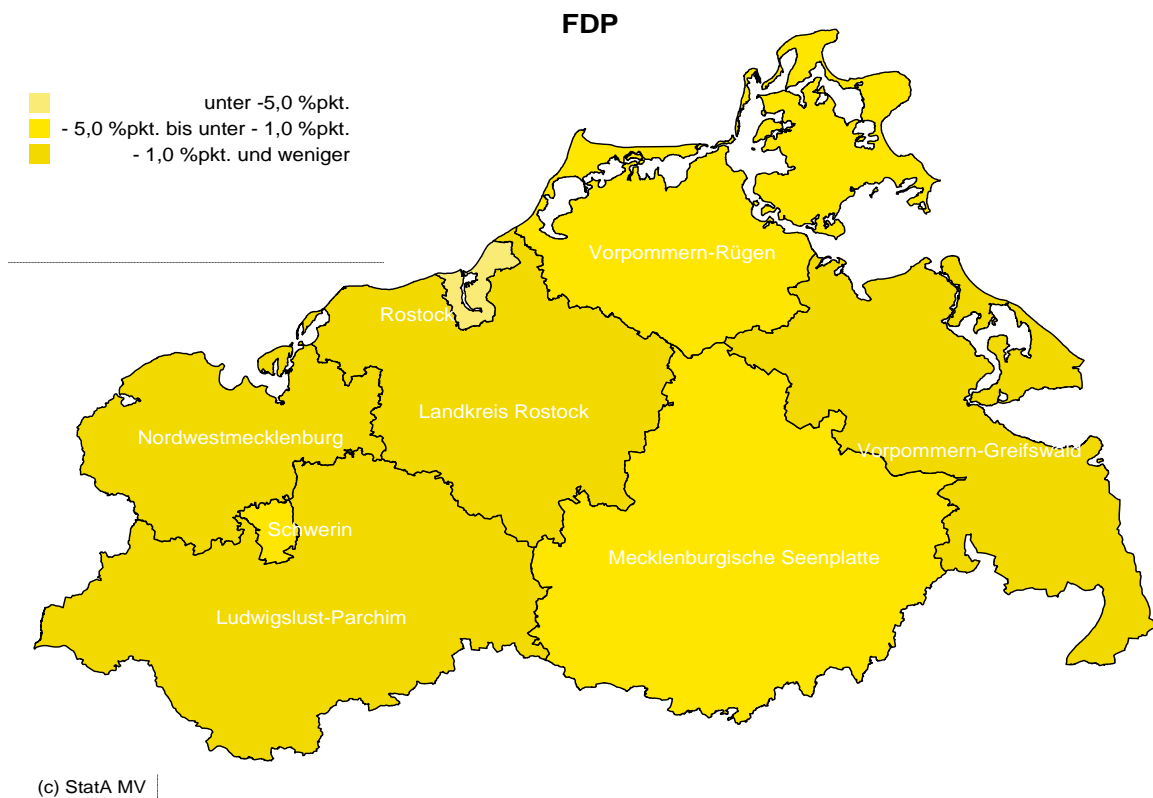 FDP
unter -5,0 %pkt.
- 5,0 %pkt. bis unter - 1,0 %pkt.
- 1,0 %pkt. und weniger
Vorpommern-Rügen
Rostock
Landkreis Rostock
Nordwestmecklenburg
Vorpommern-Greifswald
Schwerin
Mecklenburgische Seenplatte
Ludwigslust-Parchim
(c) StatA MV